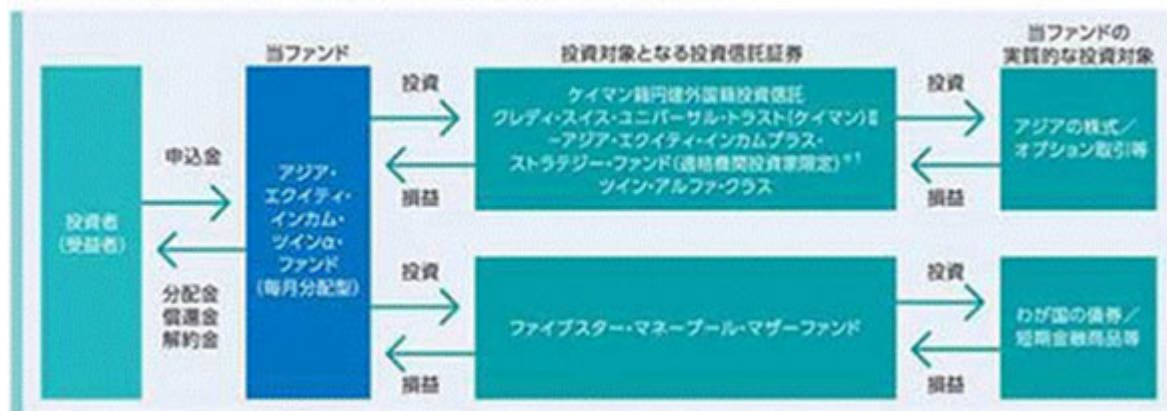 当ファンド
投資対象となる投資信託証券
当ファンドの
実質的な投資対象
投資者
(受益者)
申込金
分配金
償還金
解約金
アジア・
エクイティ・
インカム・
ツインα・
ファンド
(毎月分配型)
投資
損益
ケイマン籍円建外国籍投資信託
クレディ・スイス・ユニバーサル・トラスト(ケイマン)Ⅱ
-アジア・エクイティ・インカムプラス・
ストラテジー・ファンド(適格機関投資家限定)※1
ツイン・アルファ・クラス
投資
損益
アジアの株式/
オプション取引等
投資
損益
ファイブスター・マネープール・マザーファンド
投資
損益
わが国の債券/
短期金融商品等